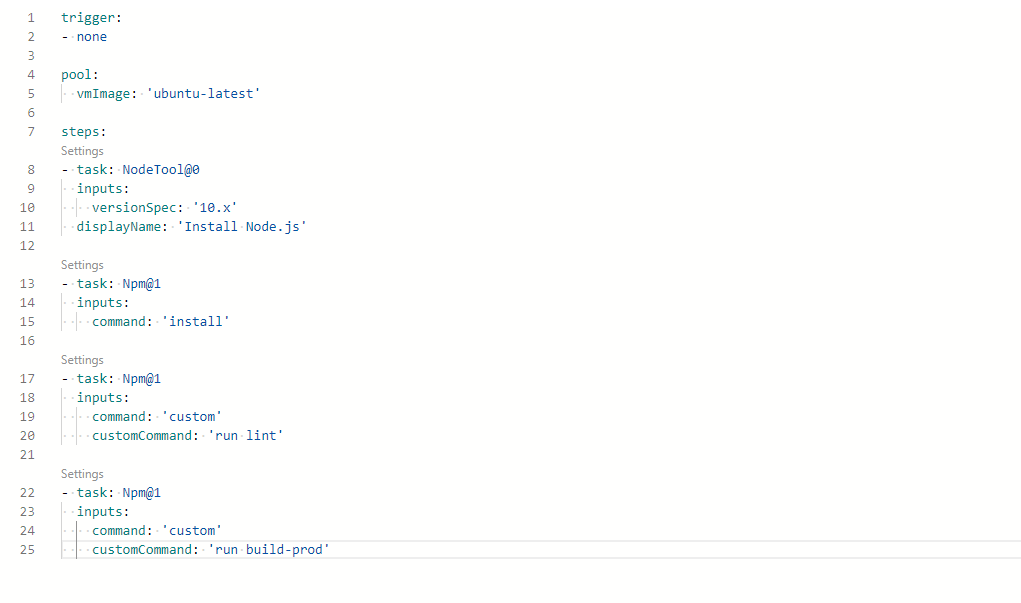 1 trigger:
2 - none
3
4 pool:
5   vmImage: 'ubuntu-latest'
6
7 steps:
Settings
8 - task: NodeTool@0
9   inputs:
10     versionSpec: '10.x'
11   displayName: 'Install Node.js'
12
Settings
13 - task: Npm@1
14   inputs:
15     command: 'install'
16
Settings
17 - task: Npm@1
18   inputs:
19     command: 'custom'
20     customCommand: 'run lint'
21
Settings
22 - task: Npm@1
23   inputs:
24     command: 'custom'
25     customCommand: 'run build-prod'